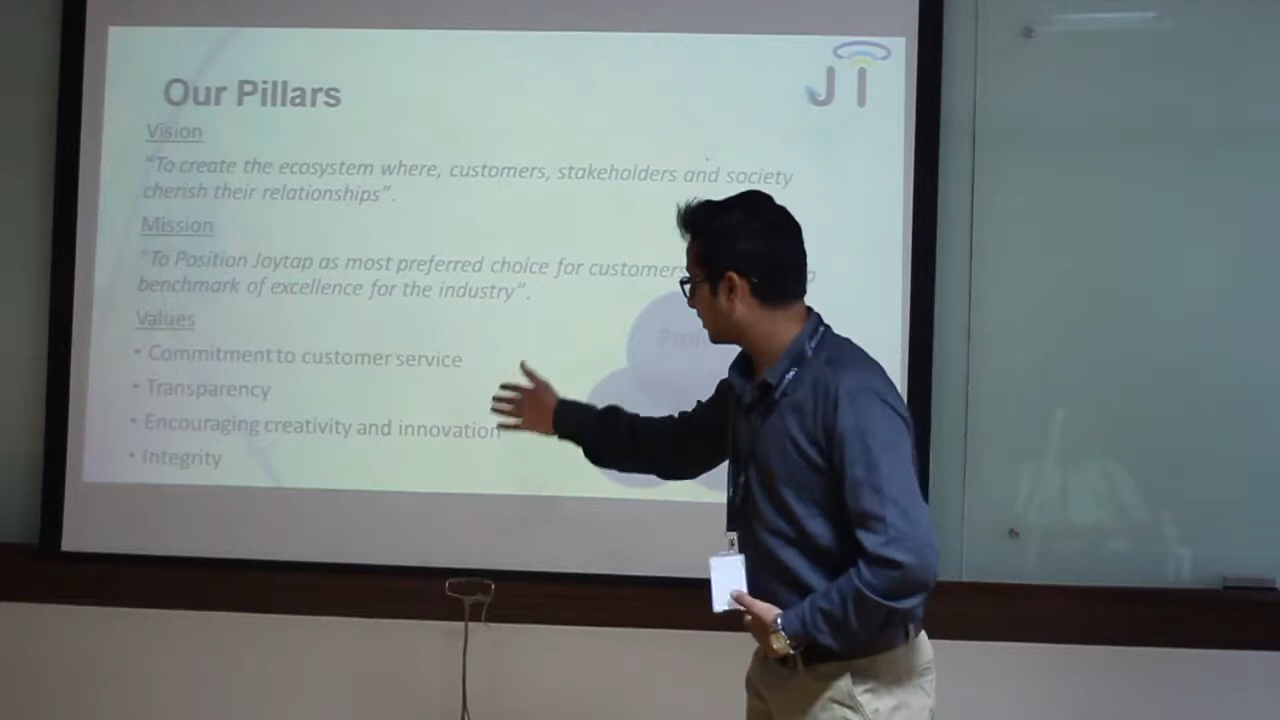 Our Pillars
JT
Vision
“To create the ecosystem where, customers, stakeholders and society
cherish their relationships”.
Mission
“To Position Joytap as most preferred choice for customers
benchmark of excellence for the industry”.
Values
• Commitment to customer service
• Transparency
• Encouraging creativity and innovation
• Integrity